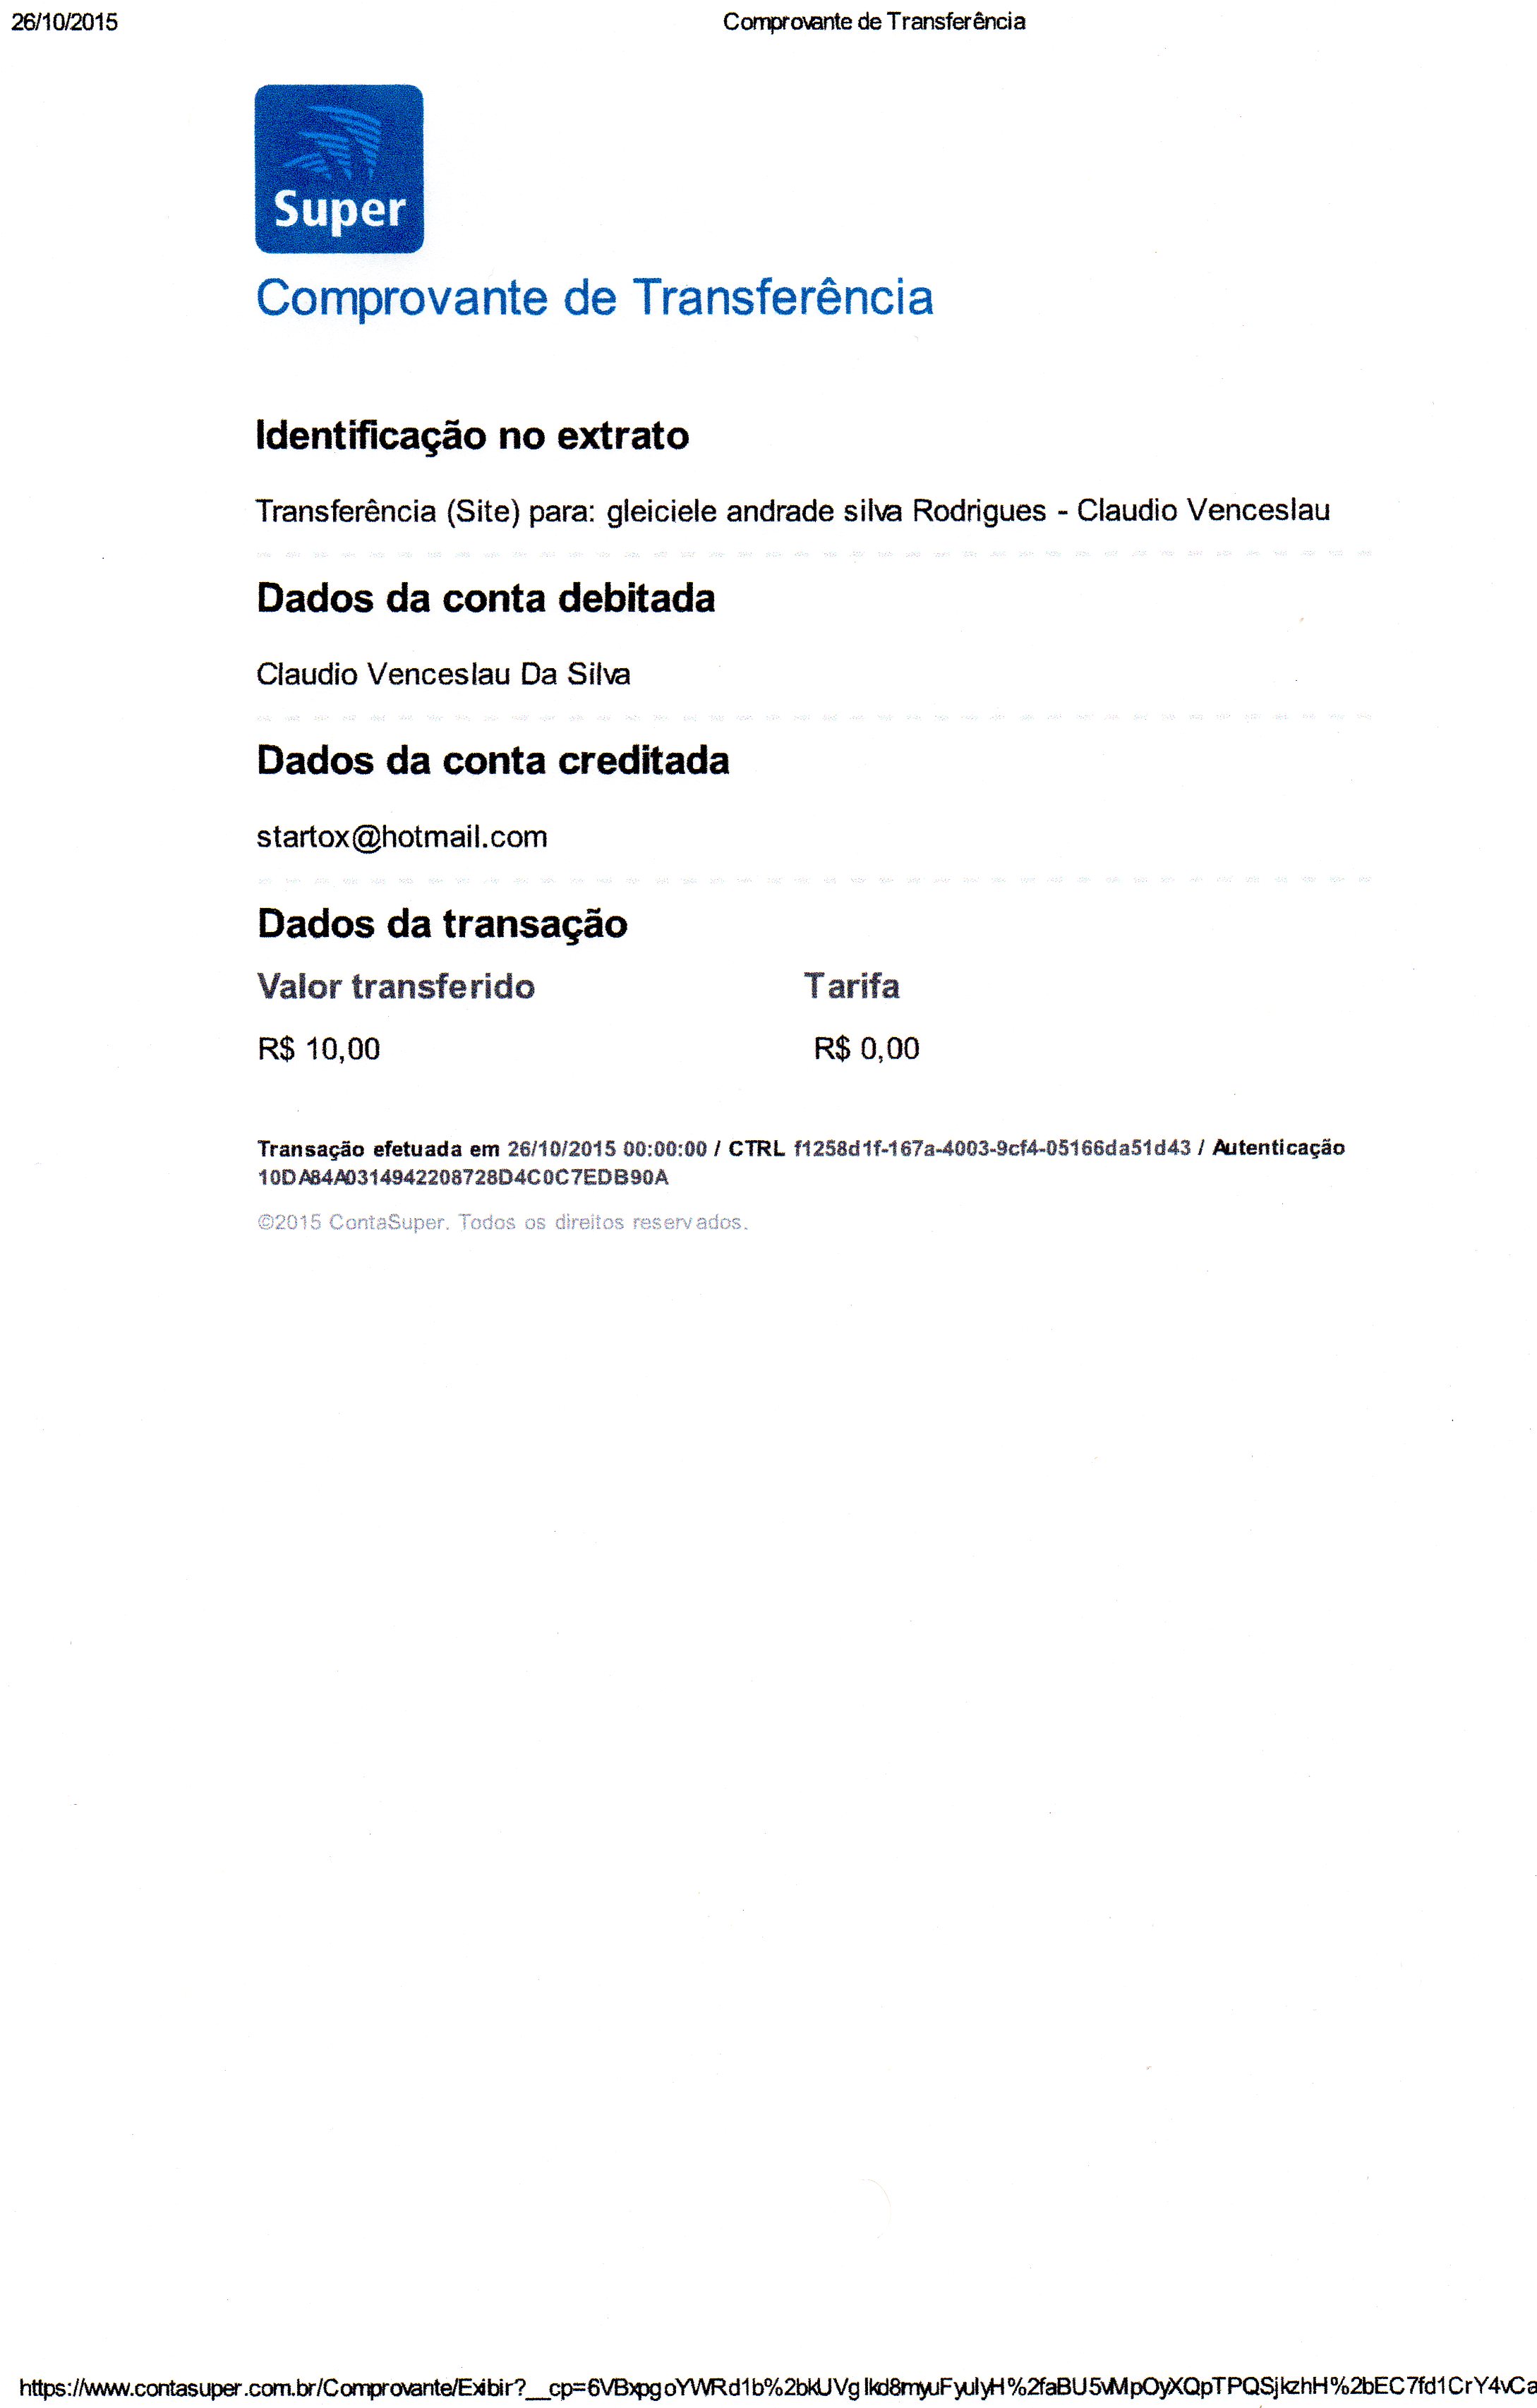 26/10/2015 Comprovante de Transferência
Super
Comprovante de Transferência
Identificação no extrato
Transferência (Site) para: gleiciele andrade silva Rodrigues - Claudio Venceslau
Dados da conta debitada
Claudio Venceslau Da Silva
Dados da conta creditada
startox@hotmail.com
Dados da transação
Valor transferido Tarifa
R$ 10,00 R$ 0,00
Transação efetuada em 26/10/2015 00:00:00 / CTRL f1258d1f-167a-4003-9cf4-05166da51d43 / Autenticação
10DA84A0314942208728D4C0C7EDB90A
©2015 ContaSuper. Todos os direitos reservados.
https://www.contasuper.com.br/Comprovante/Exibir?__cp=6VBxpgoYWRd1b%2bkUVglkd8myuFyulyH%2faBU5vMpOyXQpTPQSjkzhH%2bEC7fd1CrY4vCa